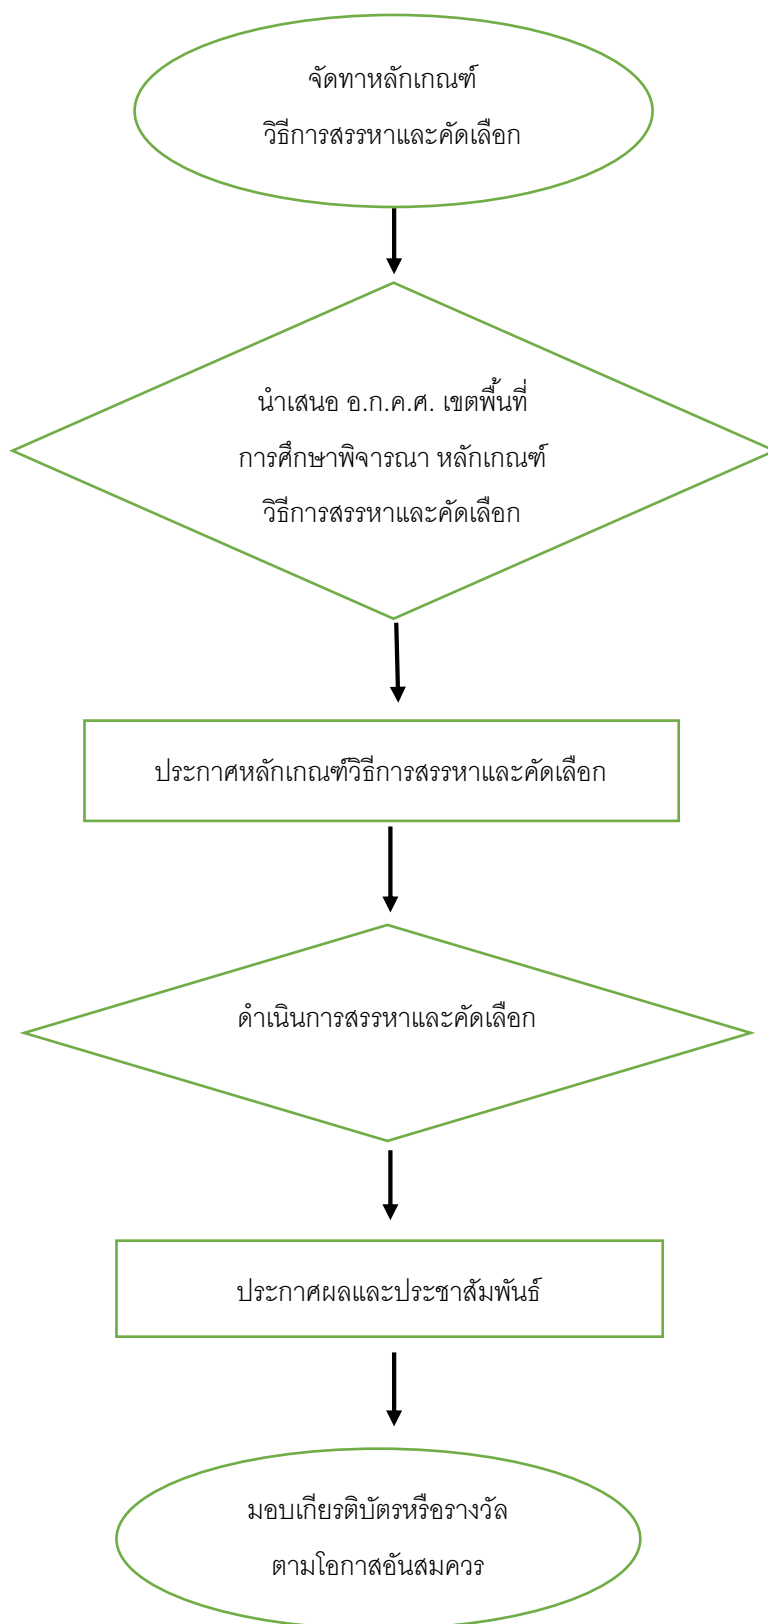 จัดทาหลักเกณฑ์
วิธีการสรรหาและคัดเลือก
นำเสนอ อ.ก.ค.ศ. เขตพื้นที่
การศึกษาพิจารณา หลักเกณฑ์
วิธีการสรรหาและคัดเลือก
ประกาศหลักเกณฑ์วิธีการสรรหาและคัดเลือก
ดำเนินการสรรหาและคัดเลือก
ประกาศผลและประชาสัมพันธ์
มอบเกียรติบัตรหรือรางวัล
ตามโอกาสอันสมควร